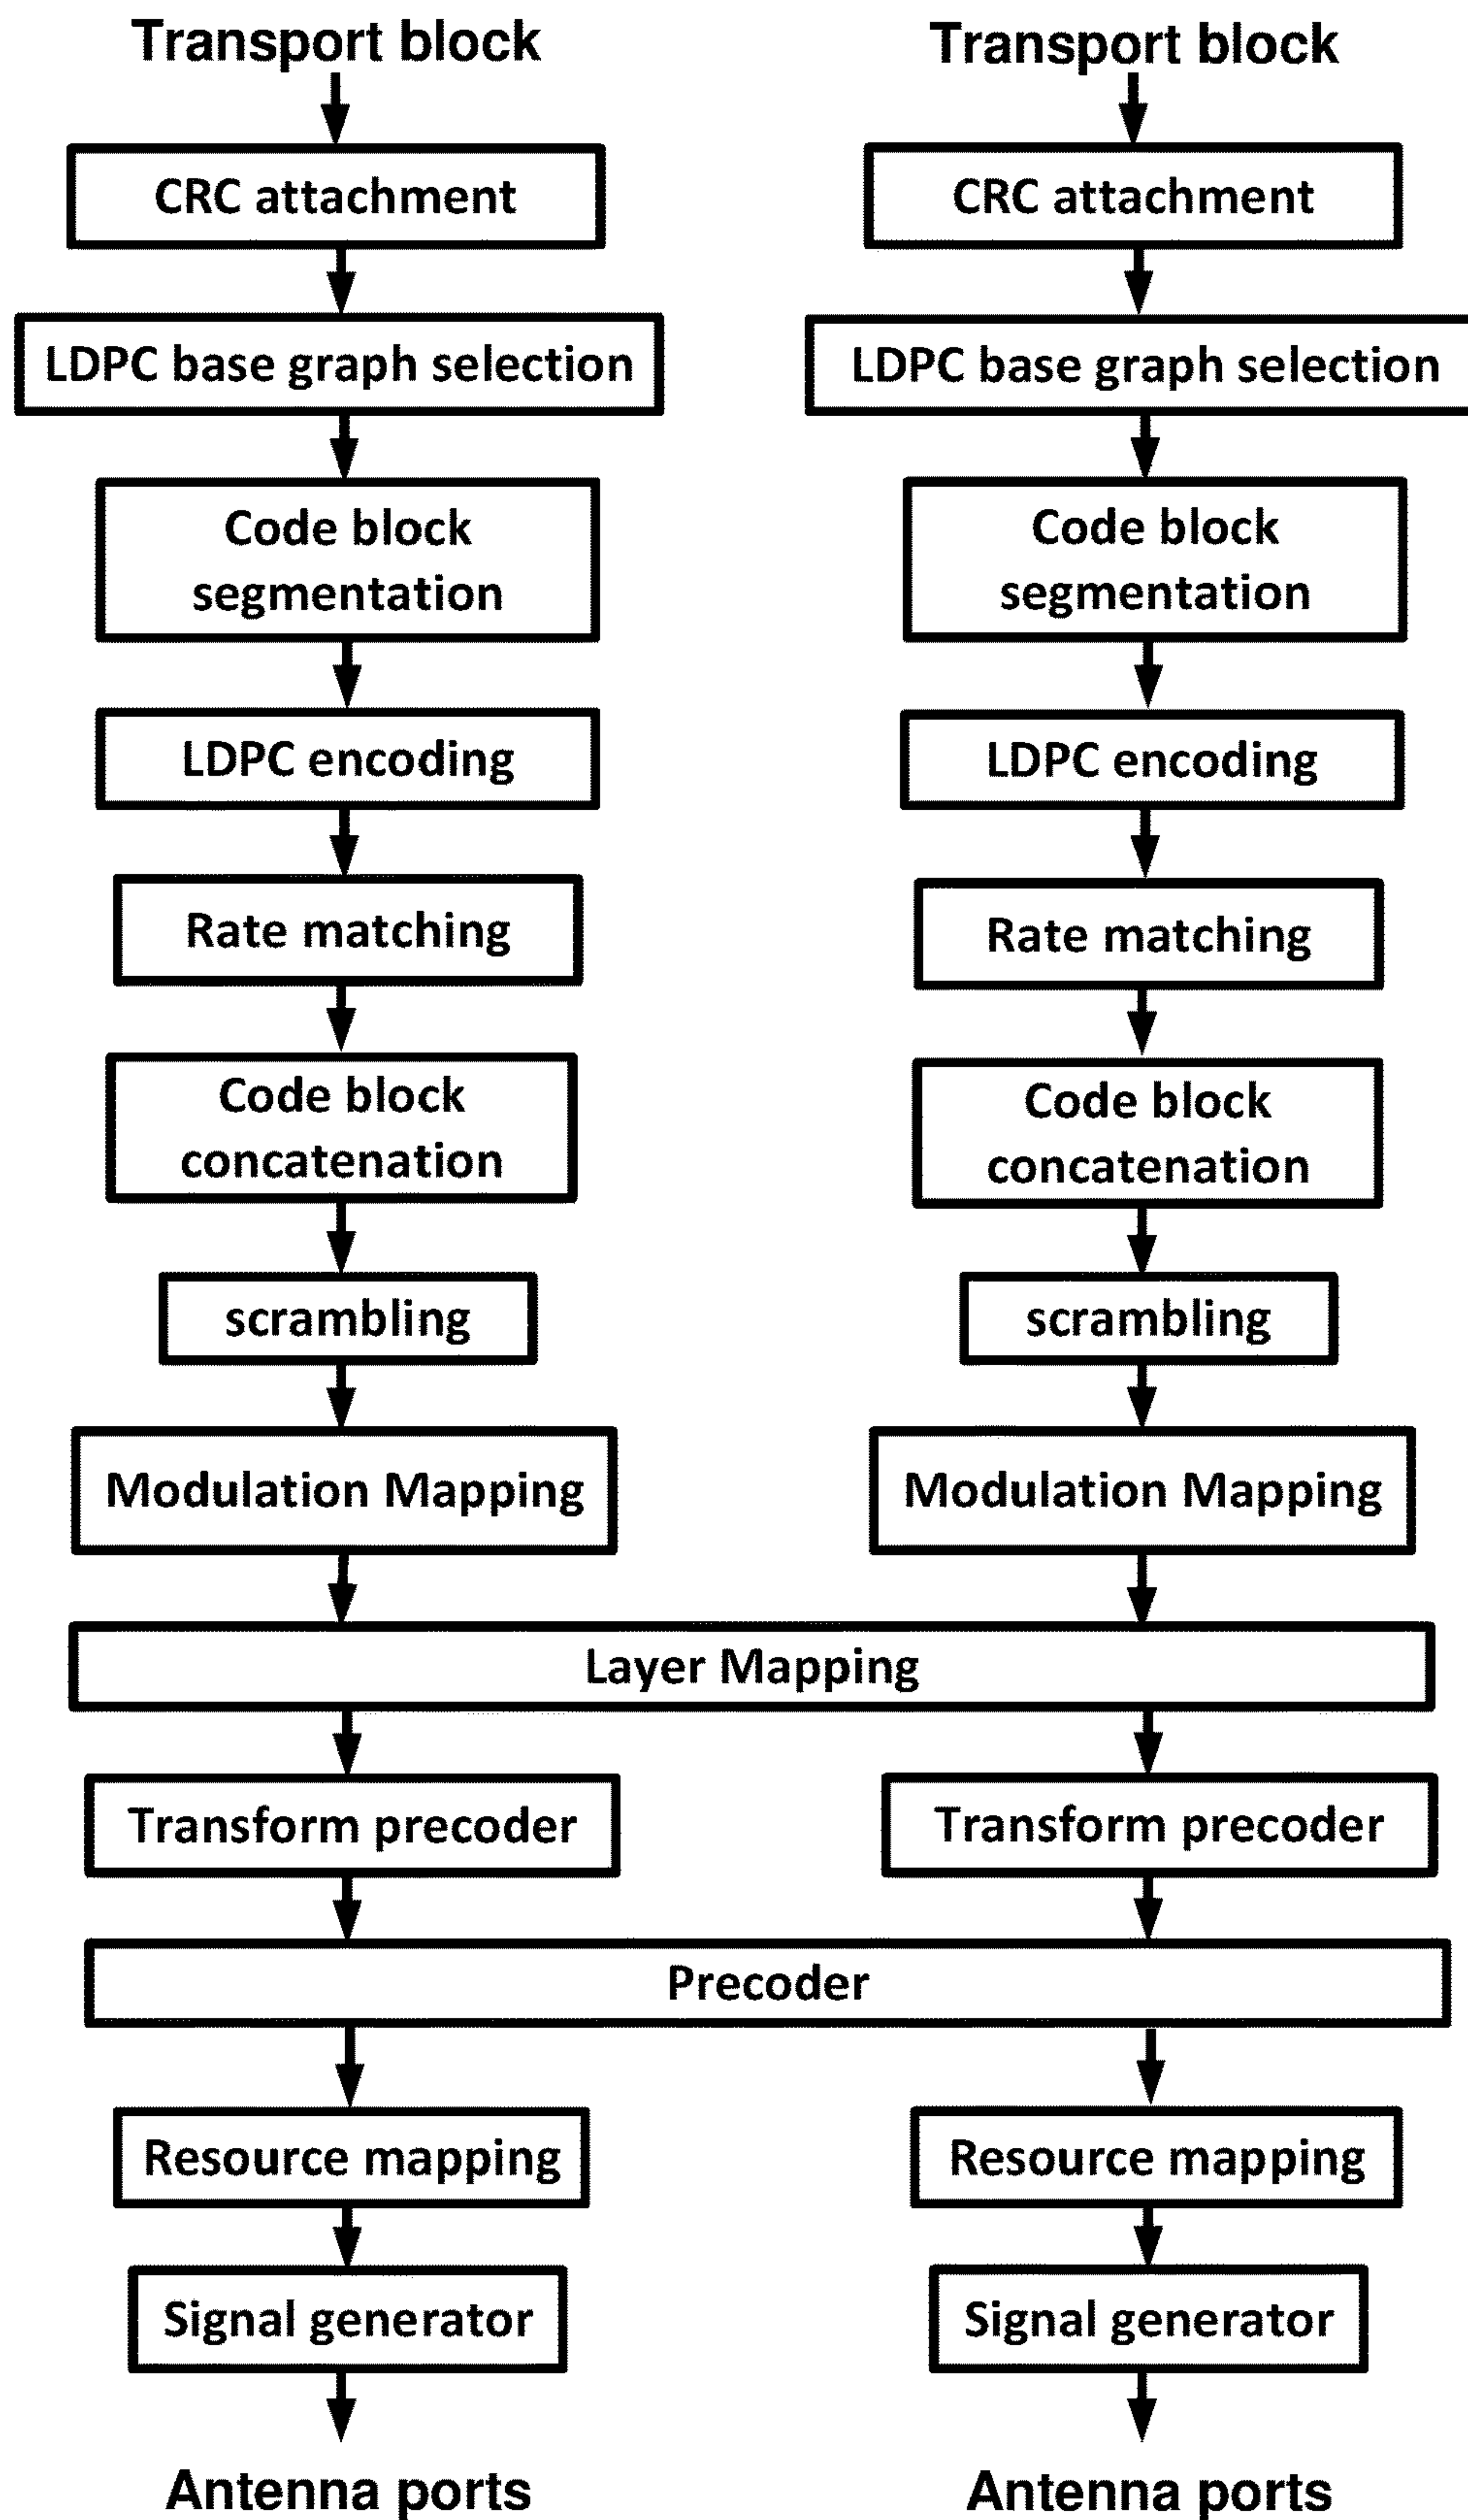 Transport block
Transport block
CRC attachment
CRC attachment
LDPC base graph selection
LDPC base graph selection
Code block
segmentation
Code block
segmentation
LDPC encoding
LDPC encoding
Rate matching
Rate matching
Code block
concatenation
Code block
concatenation
scrambling
scrambling
Modulation Mapping
Modulation Mapping
Layer Mapping
Transform precoder
Transform precoder
Precoder
Resource mapping
Resource mapping
Signal generator
Signal generator
Antenna ports
Antenna ports